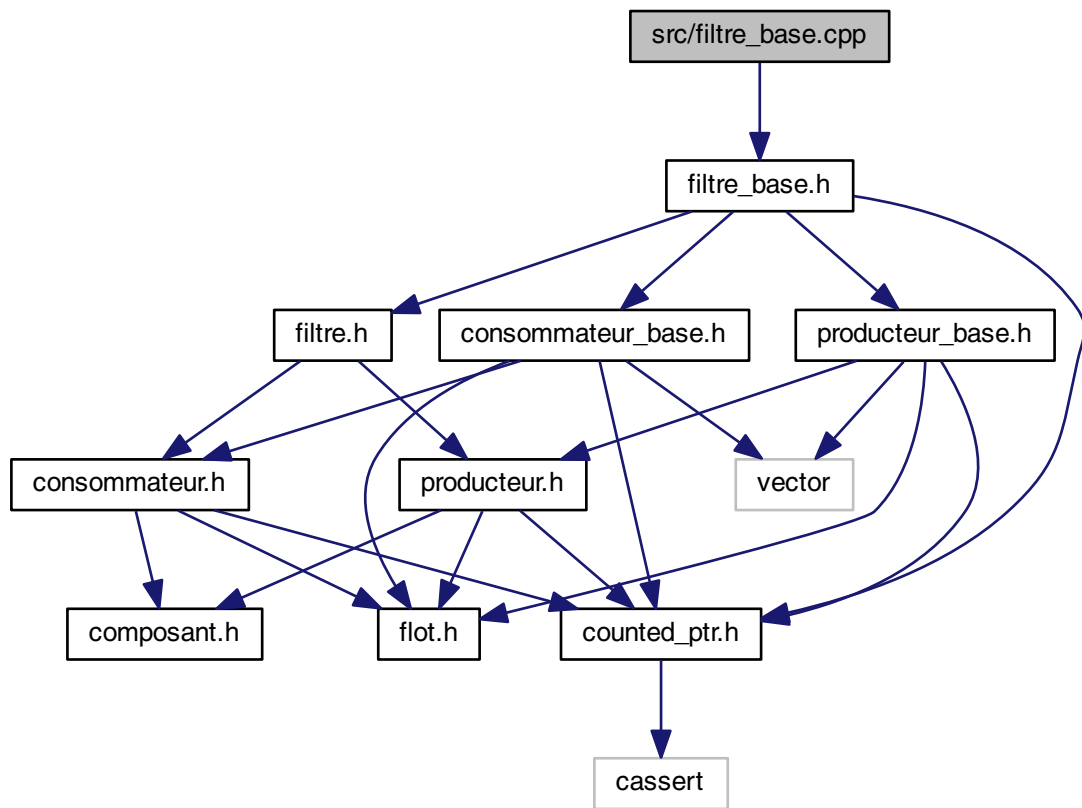 src/filtre_base.cpp
filtre_base.h
filtre.h
consommateur_base.h
producteur_base.h
consommateur.h
producteur.h
vector
composant.h
flot.h
counted_ptr.h
cassert